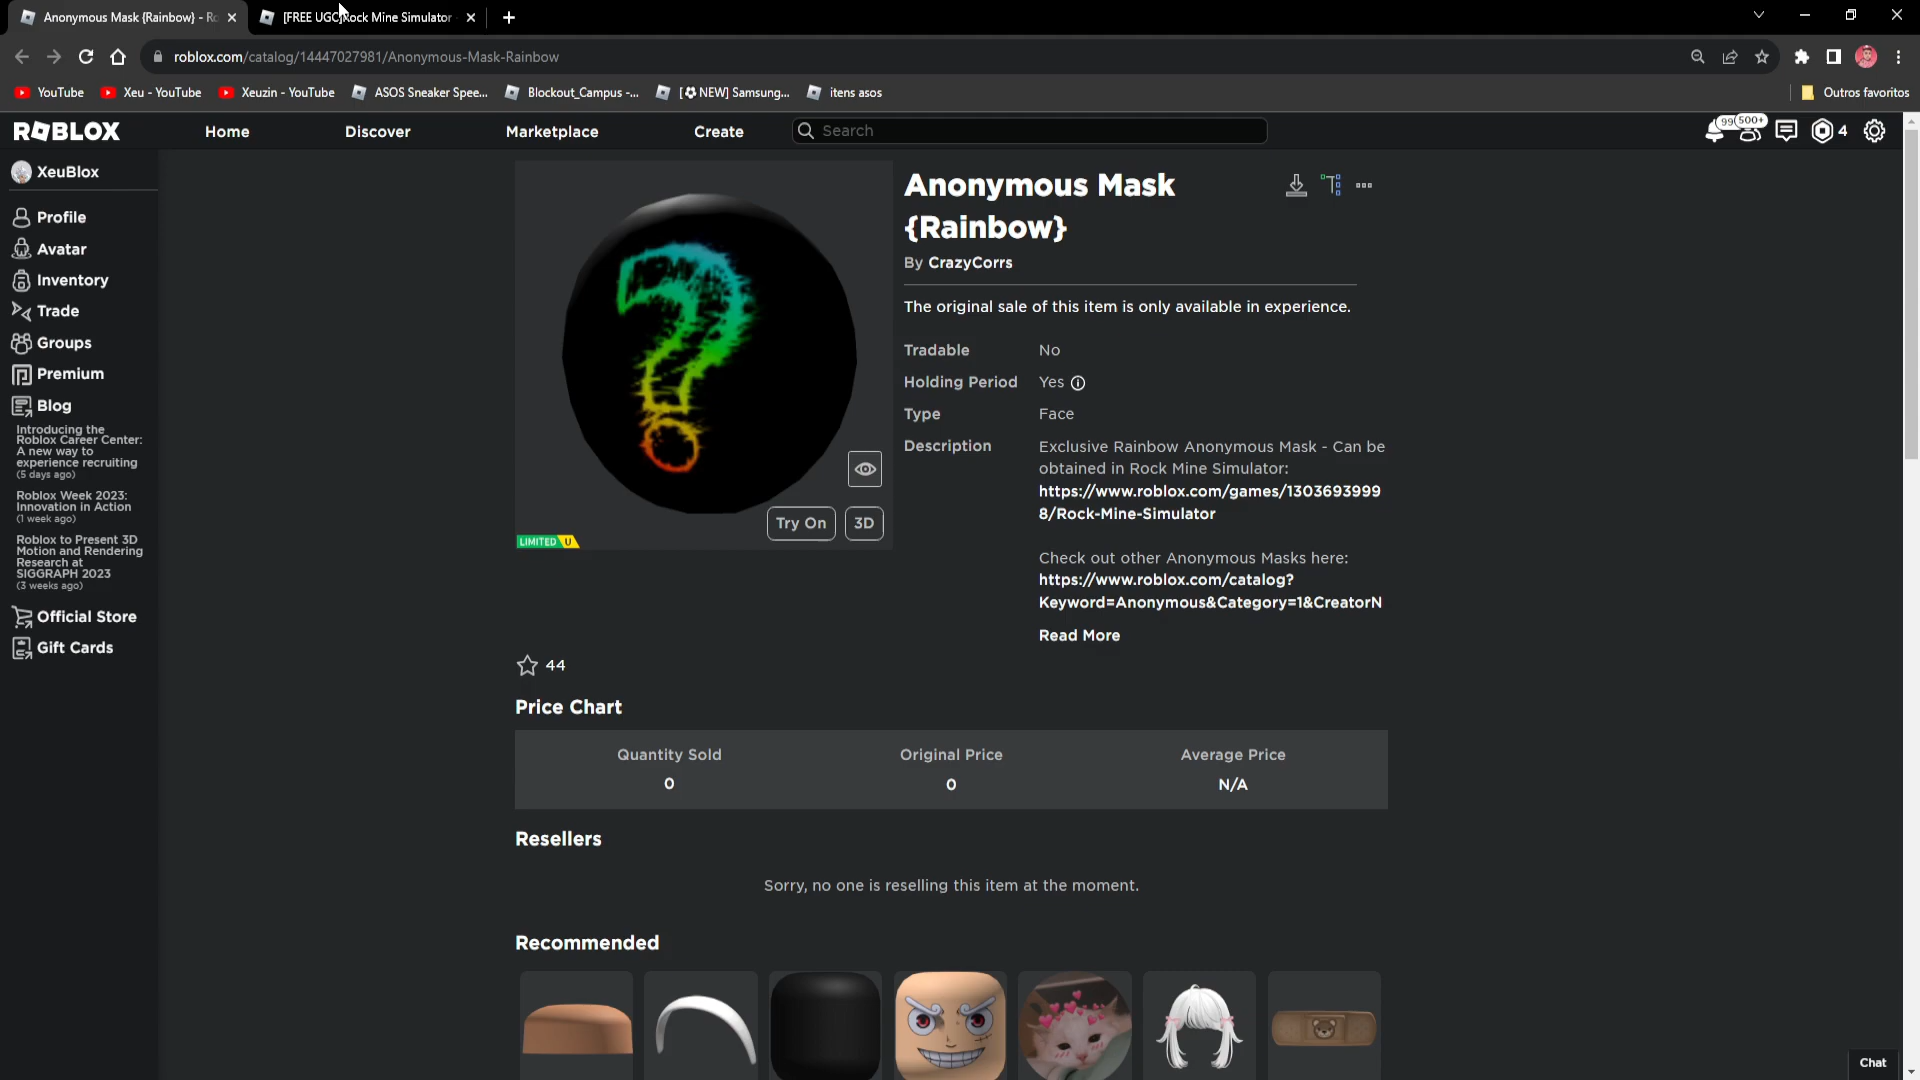 Anonymous Mask {Rainbow} - Ro
[FREE UGC]Rock Mine Simulator
roblox.com/catalog/14447027981/Anonymous-Mask-Rainbow
YouTube
Xeu - YouTube
Xeuzin - YouTube
ASOS Sneaker Spee...
Blockout_Campus -...
[⚽NEW] Samsung...
itens asos
Outros favoritos
ROBLOX
Home
Discover
Marketplace
Create
Search
99
500+
4
XeuBlox
Profile
Avatar
Inventory
Trade
Groups
Premium
Blog
Introducing the
Roblox Career Center:
A new way to
experience recruiting
(5 days ago)
Roblox Week 2023:
Innovation in Action
(1 week ago)
Roblox to Present 3D
Motion and Rendering
Research at
SIGGRAPH 2023
(3 weeks ago)
Official Store
Gift Cards
?
Try On
3D
LIMITED U
Anonymous Mask
{Rainbow}
By CrazyCorrs
The original sale of this item is only available in experience.
Tradable No
Holding Period Yes
Type Face
Description Exclusive Rainbow Anonymous Mask - Can be
obtained in Rock Mine Simulator:
https://www.roblox.com/games/1303693999
8/Rock-Mine-Simulator
Check out other Anonymous Masks here:
https://www.roblox.com/catalog?
Keyword=Anonymous&Category=1&CreatorN
Read More
44
Price Chart
Quantity Sold Original Price Average Price
0 0 N/A
Resellers
Sorry, no one is reselling this item at the moment.
Recommended
Chat